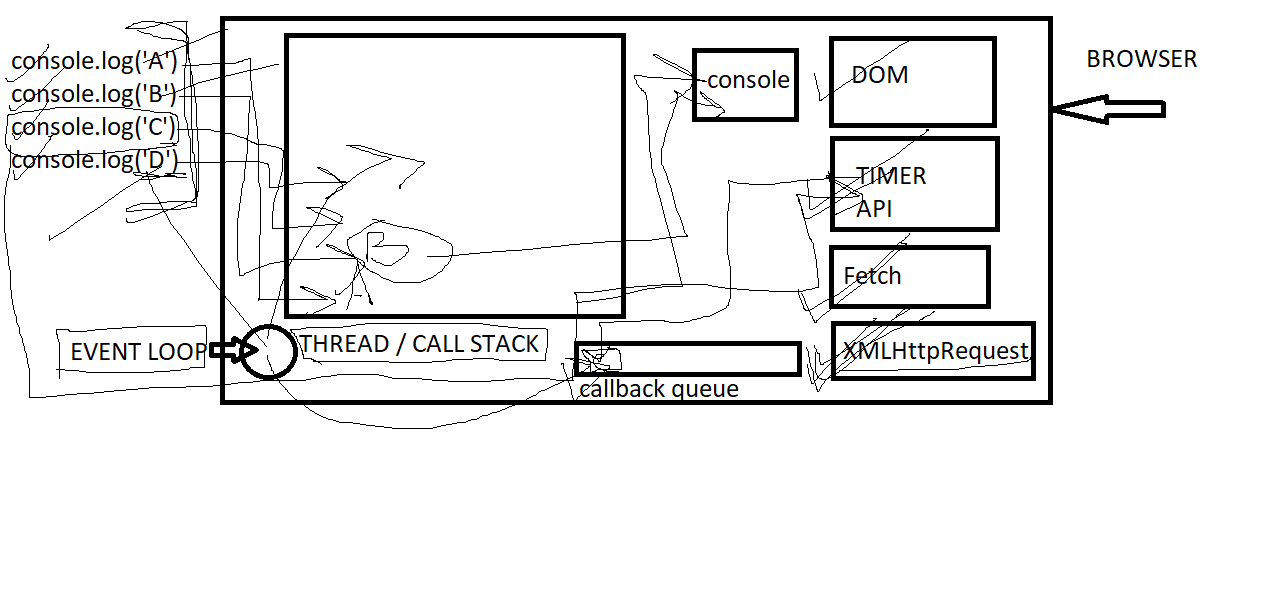 console.log('A')
console.log('B')
console.log('C')
console.log('D')
console
DOM
BROWSER
TIMER
API
B
Fetch
EVENT LOOP
THREAD / CALL STACK
XMLHttpRequest
callback queue